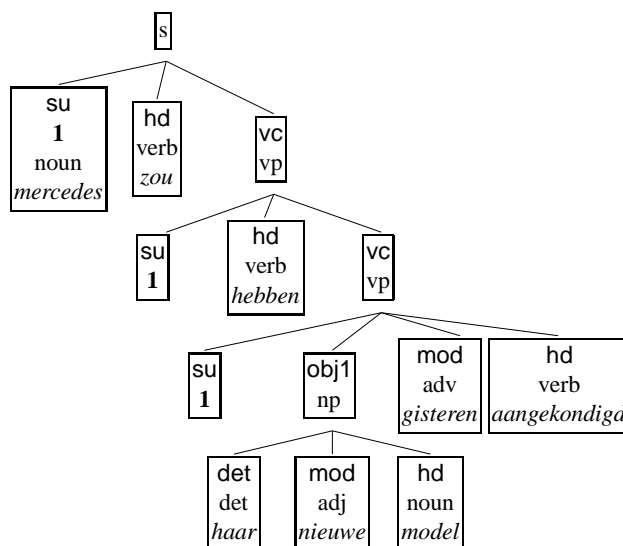 s
su
1
noun
mercedes
hd
verb
zou
vc
vp
su
1
hd
verb
hebben
vc
vp
su
1
obj1
np
mod
adv
gisteren
hd
verb
aangekondigd
det
det
haar
mod
adj
nieuwe
hd
noun
model